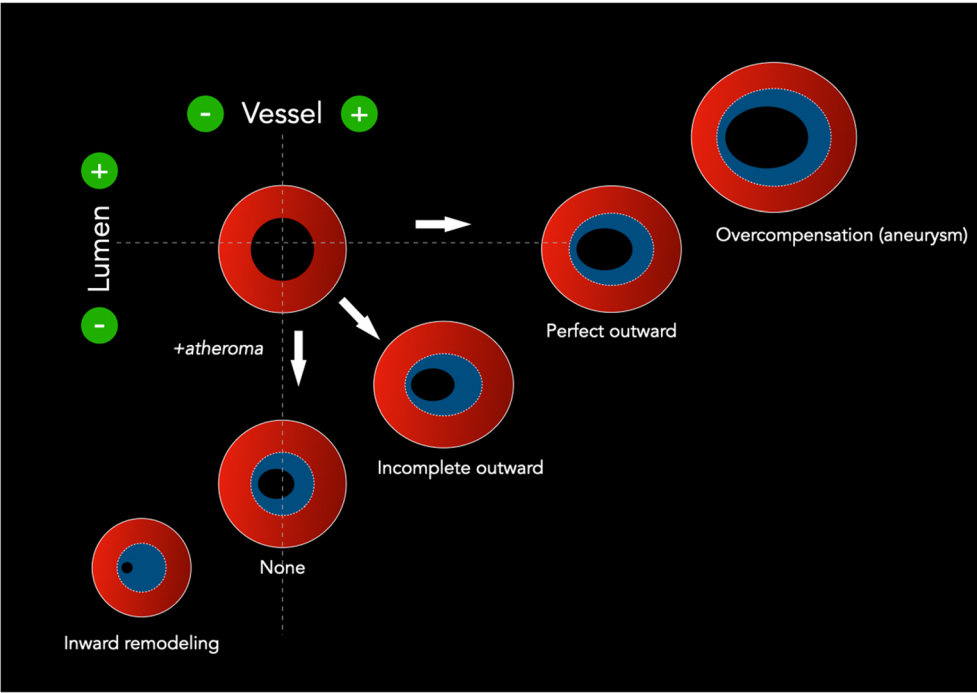 - Vessel +
+
Lumen
-
Overcompensation (aneurysm)
Perfect outward
+atheroma
Incomplete outward
None
Inward remodeling